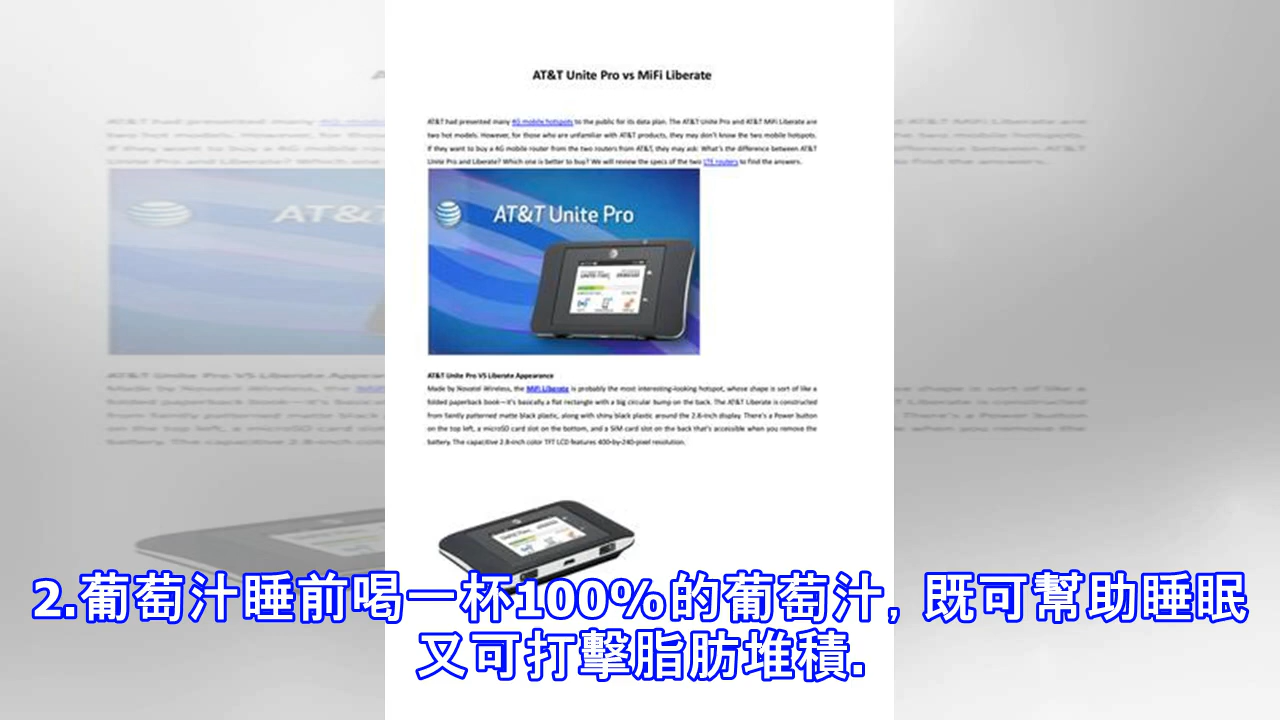 AT&T Unite Pro vs MiFi Liberate
AT&T had presented many 4G mobile hotspots to the public for its data plan. The AT&T Unite Pro and AT&T MiFi Liberate are
two hot models. However, for those who are unfamiliar with AT&T products, they may don't know the two mobile hotspots.
If they want to buy a 4G mobile router from the two routers from AT&T, they may ask: What's the difference between AT&T
Unite Pro and Liberate? Which one is better to buy? We will review the specs of the two LTE routers to find the answers.
AT&T Unite Pro
AT&T Unite Pro VS Liberate Appearance
Made by Novatel Wireless, the MiFi Liberate is probably the most interesting-looking hotspot, whose shape is sort of like a
folded paperback book—it's basically a flat rectangle with a big circular bump on the back. The AT&T Liberate is constructed
from faintly patterned matte black plastic, along with shiny black plastic around the 2.8-inch display. There's a Power button
on the top left, a microSD card slot on the bottom, and a SIM card slot on the back that's accessible when you remove the
battery. The capacitive 2.8-inch color TFT LCD features 400-by-240-pixel resolution.
2.葡萄汁睡前喝一杯100%的葡萄汁, 既可幫助睡眠
又可打擊脂肪堆積.